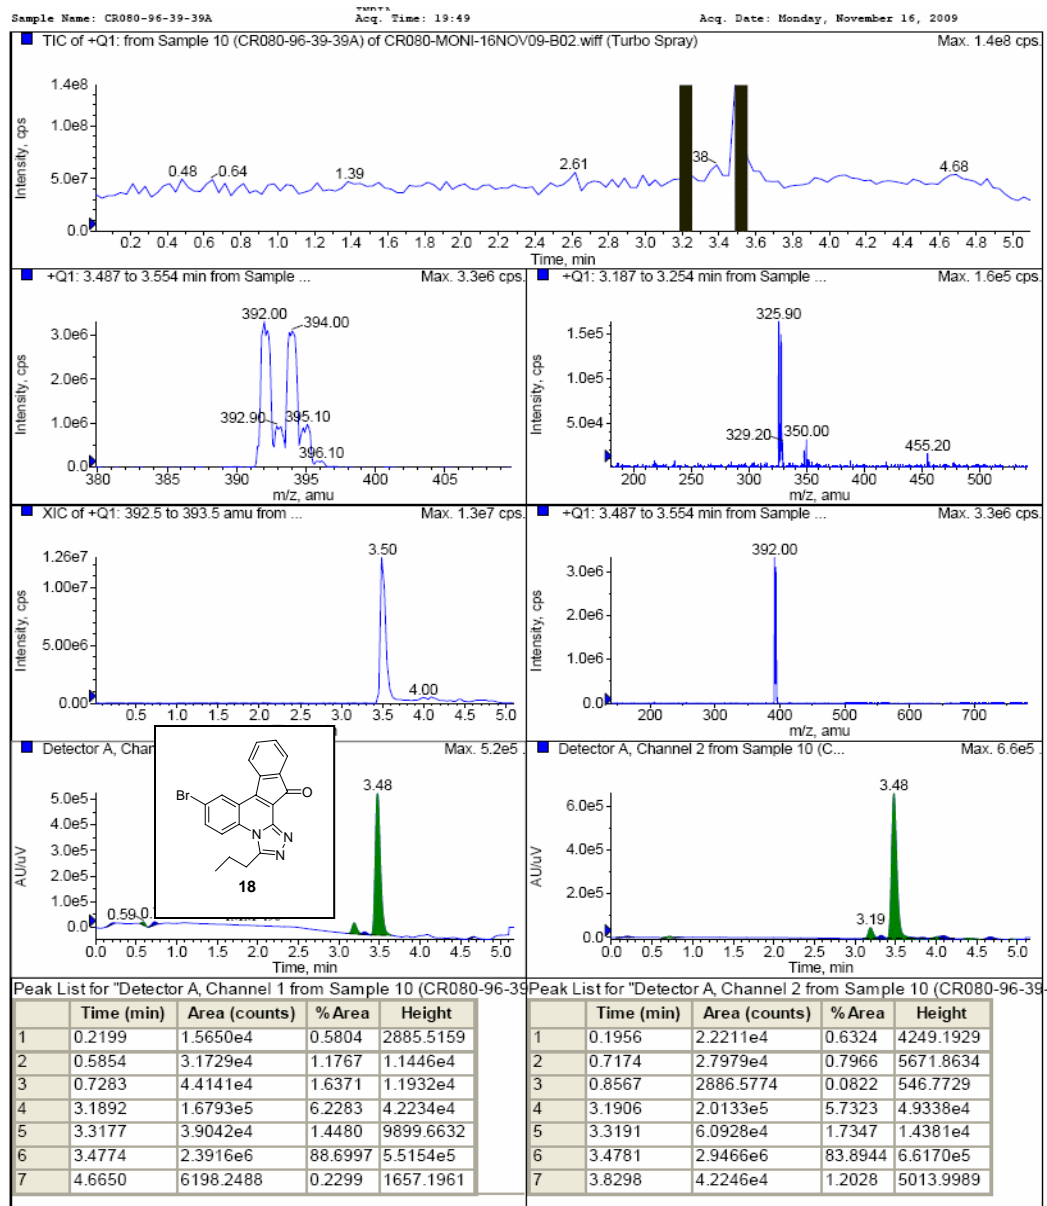 INDIA
Sample Name: CR080-96-39-39A Acq. Time: 19:49 Acq. Date: Monday, November 16, 2009
TIC of +Q1: from Sample 10 (CR080-96-39-39A) of CR080-MONI-16NOV09-B02.wiff (Turbo Spray) Max. 1.4e8 cps.
Intensity, cps
1.4e8
1.0e8
5.0e7
0.0
0.48 0.64 1.39 2.61 38 4.68
0.2 0.4 0.6 0.8 1.0 1.2 1.4 1.6 1.8 2.0 2.2 2.4 2.6 2.8 3.0 3.2 3.4 3.6 3.8 4.0 4.2 4.4 4.6 4.8 5.0
Time, min
+Q1: 3.487 to 3.554 min from Sample ... Max. 3.3e6 cps.
Intensity, cps
3.0e6
2.0e6
1.0e6
0.0
392.00
394.00
392.90 395.10
396.10
380 385 390 395 400 405
m/z, amu
+Q1: 3.187 to 3.254 min from Sample ... Max. 1.6e5 cps.
Intensity, cps
1.5e5
1.0e5
5.0e4
325.90
329.20 350.00
455.20
200 250 300 350 400 450 500
m/z, amu
XIC of +Q1: 392.5 to 393.5 amu from ... Max. 1.3e7 cps.
Intensity, cps
1.26e7
1.00e7
5.00e6
0.00
3.50
4.00
0.5 1.0 1.5 2.0 2.5 3.0 3.5 4.0 4.5 5.0
+Q1: 3.487 to 3.554 min from Sample ... Max. 3.3e6 cps.
Intensity, cps
3.0e6
2.0e6
1.0e6
0.0
392.00
200 300 400 500 600 700
m/z, amu
Detector A, Char Max. 5.2e5
AU/uV
5.0e5
4.0e5
3.0e5
2.0e5
1.0e5
0.0
0.59 0.
3.48
Br
O
N
N
N
18
0.0 0.5 1.0 1.5 2.0 2.5 3.0 3.5 4.0 4.5 5.0
Time, min
Detector A, Channel 2 from Sample 10 (C... Max. 6.6e5
AU/uV
6.0e5
4.0e5
2.0e5
0.0
3.48
3.19
0.0 0.5 1.0 1.5 2.0 2.5 3.0 3.5 4.0 4.5 5.0
Time, min
Peak List for "Detector A, Channel 1 from Sample 10 (CR080-96-39
Time (min) Area (counts) % Area Height
1 0.2199 1.5650e4 0.5804 2885.5159
2 0.5854 3.1729e4 1.1767 1.1446e4
3 0.7283 4.4141e4 1.6371 1.1932e4
4 3.1892 1.6793e5 6.2283 4.2234e4
5 3.3177 3.9042e4 1.4480 9899.6632
6 3.4774 2.3916e6 88.6997 5.5154e5
7 4.6650 6198.2488 0.2299 1657.1961
Peak List for "Detector A, Channel 2 from Sample 10 (CR080-96-39-
Time (min) Area (counts) % Area Height
1 0.1956 2.2211e4 0.6324 4249.1929
2 0.7174 2.7979e4 0.7966 5671.8634
3 0.8567 2886.5774 0.0822 546.7729
4 3.1906 2.0133e5 5.7323 4.9338e4
5 3.3191 6.0928e4 1.7347 1.4381e4
6 3.4781 2.9466e6 83.8944 6.6170e5
7 3.8298 4.2246e4 1.2028 5013.9989